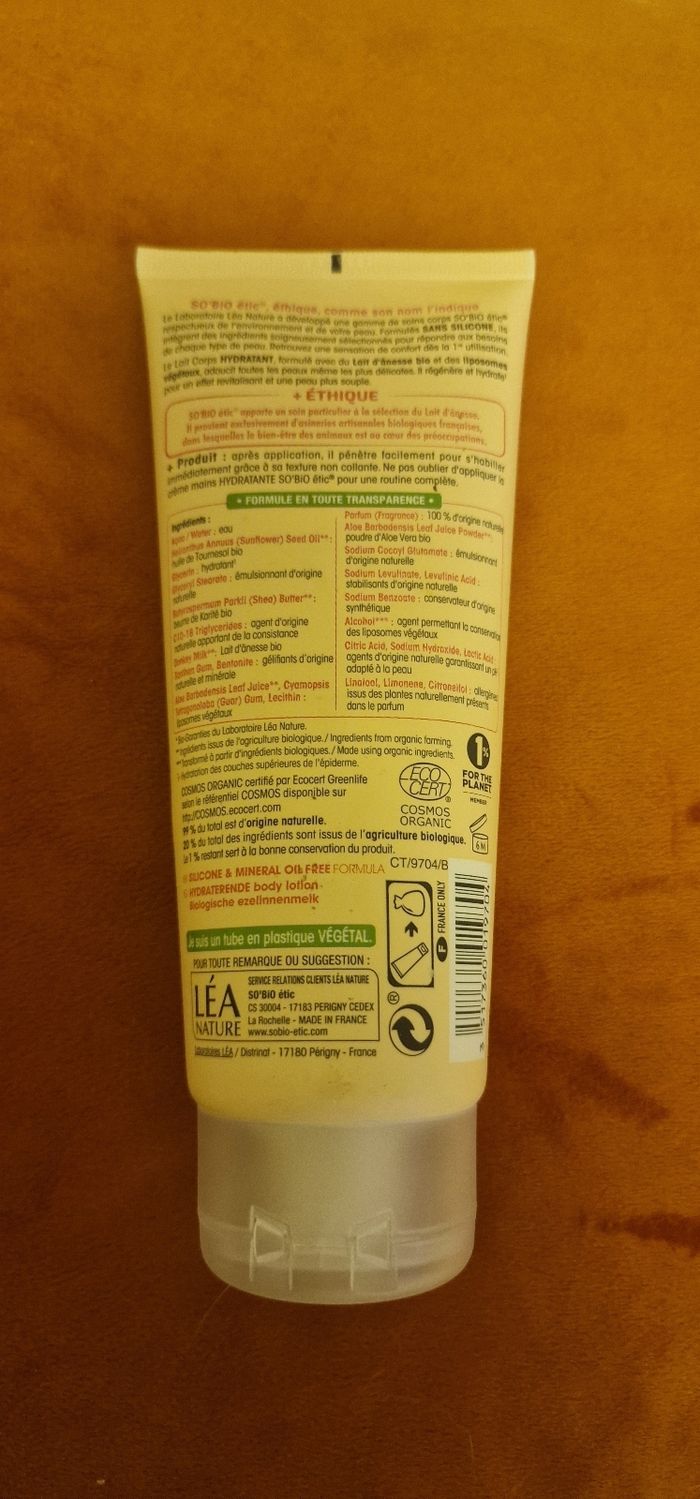 SO'BiO étic®, éthique, comme son nom l'indique
Le Laboratoire Léa Nature a développé une gamme de soins corps SO'BiO étic®
respectueux de l'environnement et de votre peau. Formulés SANS SILICONE, ils
intègrent des ingrédients soigneusement sélectionnés pour répondre aux besoins
de chaque type de peau. Retrouvez une sensation de confort dès la 1re utilisation.
Le Lait Corps HYDRATANT, formulé avec du Lait d'ânesse bio et des liposomes
végétaux, adoucit toutes les peaux même les plus délicates. Il régénère et hydrate¹
pour un effet revitalisant et une peau plus souple.
+ ÉTHIQUE
SO'BiO étic® apporte un soin particulier à la sélection du Lait d'ânesse.
Il provient exclusivement d'asineries artisanales biologiques françaises,
dans lesquelles le bien-être des animaux est au cœur des préoccupations.
+ Produit : après application, il pénètre facilement pour s'habiller
immédiatement grâce à sa texture non collante. Ne pas oublier d'appliquer la
crème mains HYDRATANTE SO'BiO étic® pour une routine complète.
• FORMULE EN TOUTE TRANSPARENCE •
Ingrédients :
Aqua / Water : eau
Helianthus Annuus (Sunflower) Seed Oil** :
huile de Tournesol bio
Glycerin : hydratant¹
Glyceryl Stearate : émulsionnant d'origine
naturelle
Butyrospermum Parkii (Shea) Butter** :
beurre de Karité bio
C10-18 Triglycerides : agent d'origine
naturelle apportant de la consistance
Donkey Milk** : Lait d'ânesse bio
Xanthan Gum, Bentonite : gélifiants d'origine
naturelle et minérale
Aloe Barbadensis Leaf Juice**, Cyamopsis
Tetragonoloba (Guar) Gum, Lecithin :
liposomes végétaux
Parfum (Fragrance) : 100 % d'origine naturelle
Aloe Barbadensis Leaf Juice Powder** :
poudre d'Aloe Vera bio
Sodium Cocoyl Glutamate : émulsionnant
d'origine naturelle
Sodium Levulinate, Levulinic Acid :
stabilisants d'origine naturelle
Sodium Benzoate : conservateur d'origine
synthétique
Alcohol*** : agent permettant la conservation
des liposomes végétaux
Citric Acid, Sodium Hydroxide, Lactic Acid :
agents d'origine naturelle garantissant un pH
adapté à la peau
Linalool, Limonene, Citronellol : allergènes
issus des plantes naturellement présents
dans le parfum
*Bio-Garanties du Laboratoire Léa Nature.
**Ingrédients issus de l'agriculture biologique. / Ingredients from organic farming.
***Transformé à partir d'ingrédients biologiques. / Made using organic ingredients.
Hydratation des couches supérieures de l'épiderme.
COSMOS ORGANIC certifié par Ecocert Greenlife
selon le référentiel COSMOS disponible sur
http://COSMOS.ecocert.com
99 % du total est d'origine naturelle.
20 % du total des ingrédients sont issus de l'agriculture biologique.
Le 1 % restant sert à la bonne conservation du produit.
ECO
CERT®
COSMOS
ORGANIC
1%
FOR THE
PLANET
MEMBER
6 M
SILICONE & MINERAL OIL FREE FORMULA
HYDRATERENDE body lotion
Biologische ezelinnenmelk
CT/9704/B
F FRANCE ONLY
Je suis un tube en plastique VÉGÉTAL.
POUR TOUTE REMARQUE OU SUGGESTION :
LÉA
NATURE
SERVICE RELATIONS CLIENTS LÉA NATURE
SO'BiO étic
CS 30004 - 17183 PERIGNY CEDEX
La Rochelle - MADE IN FRANCE
www.sobio-etic.com
Laboratoires LÉA / Distrinat - 17180 Périgny - France
®
3 517360 019704